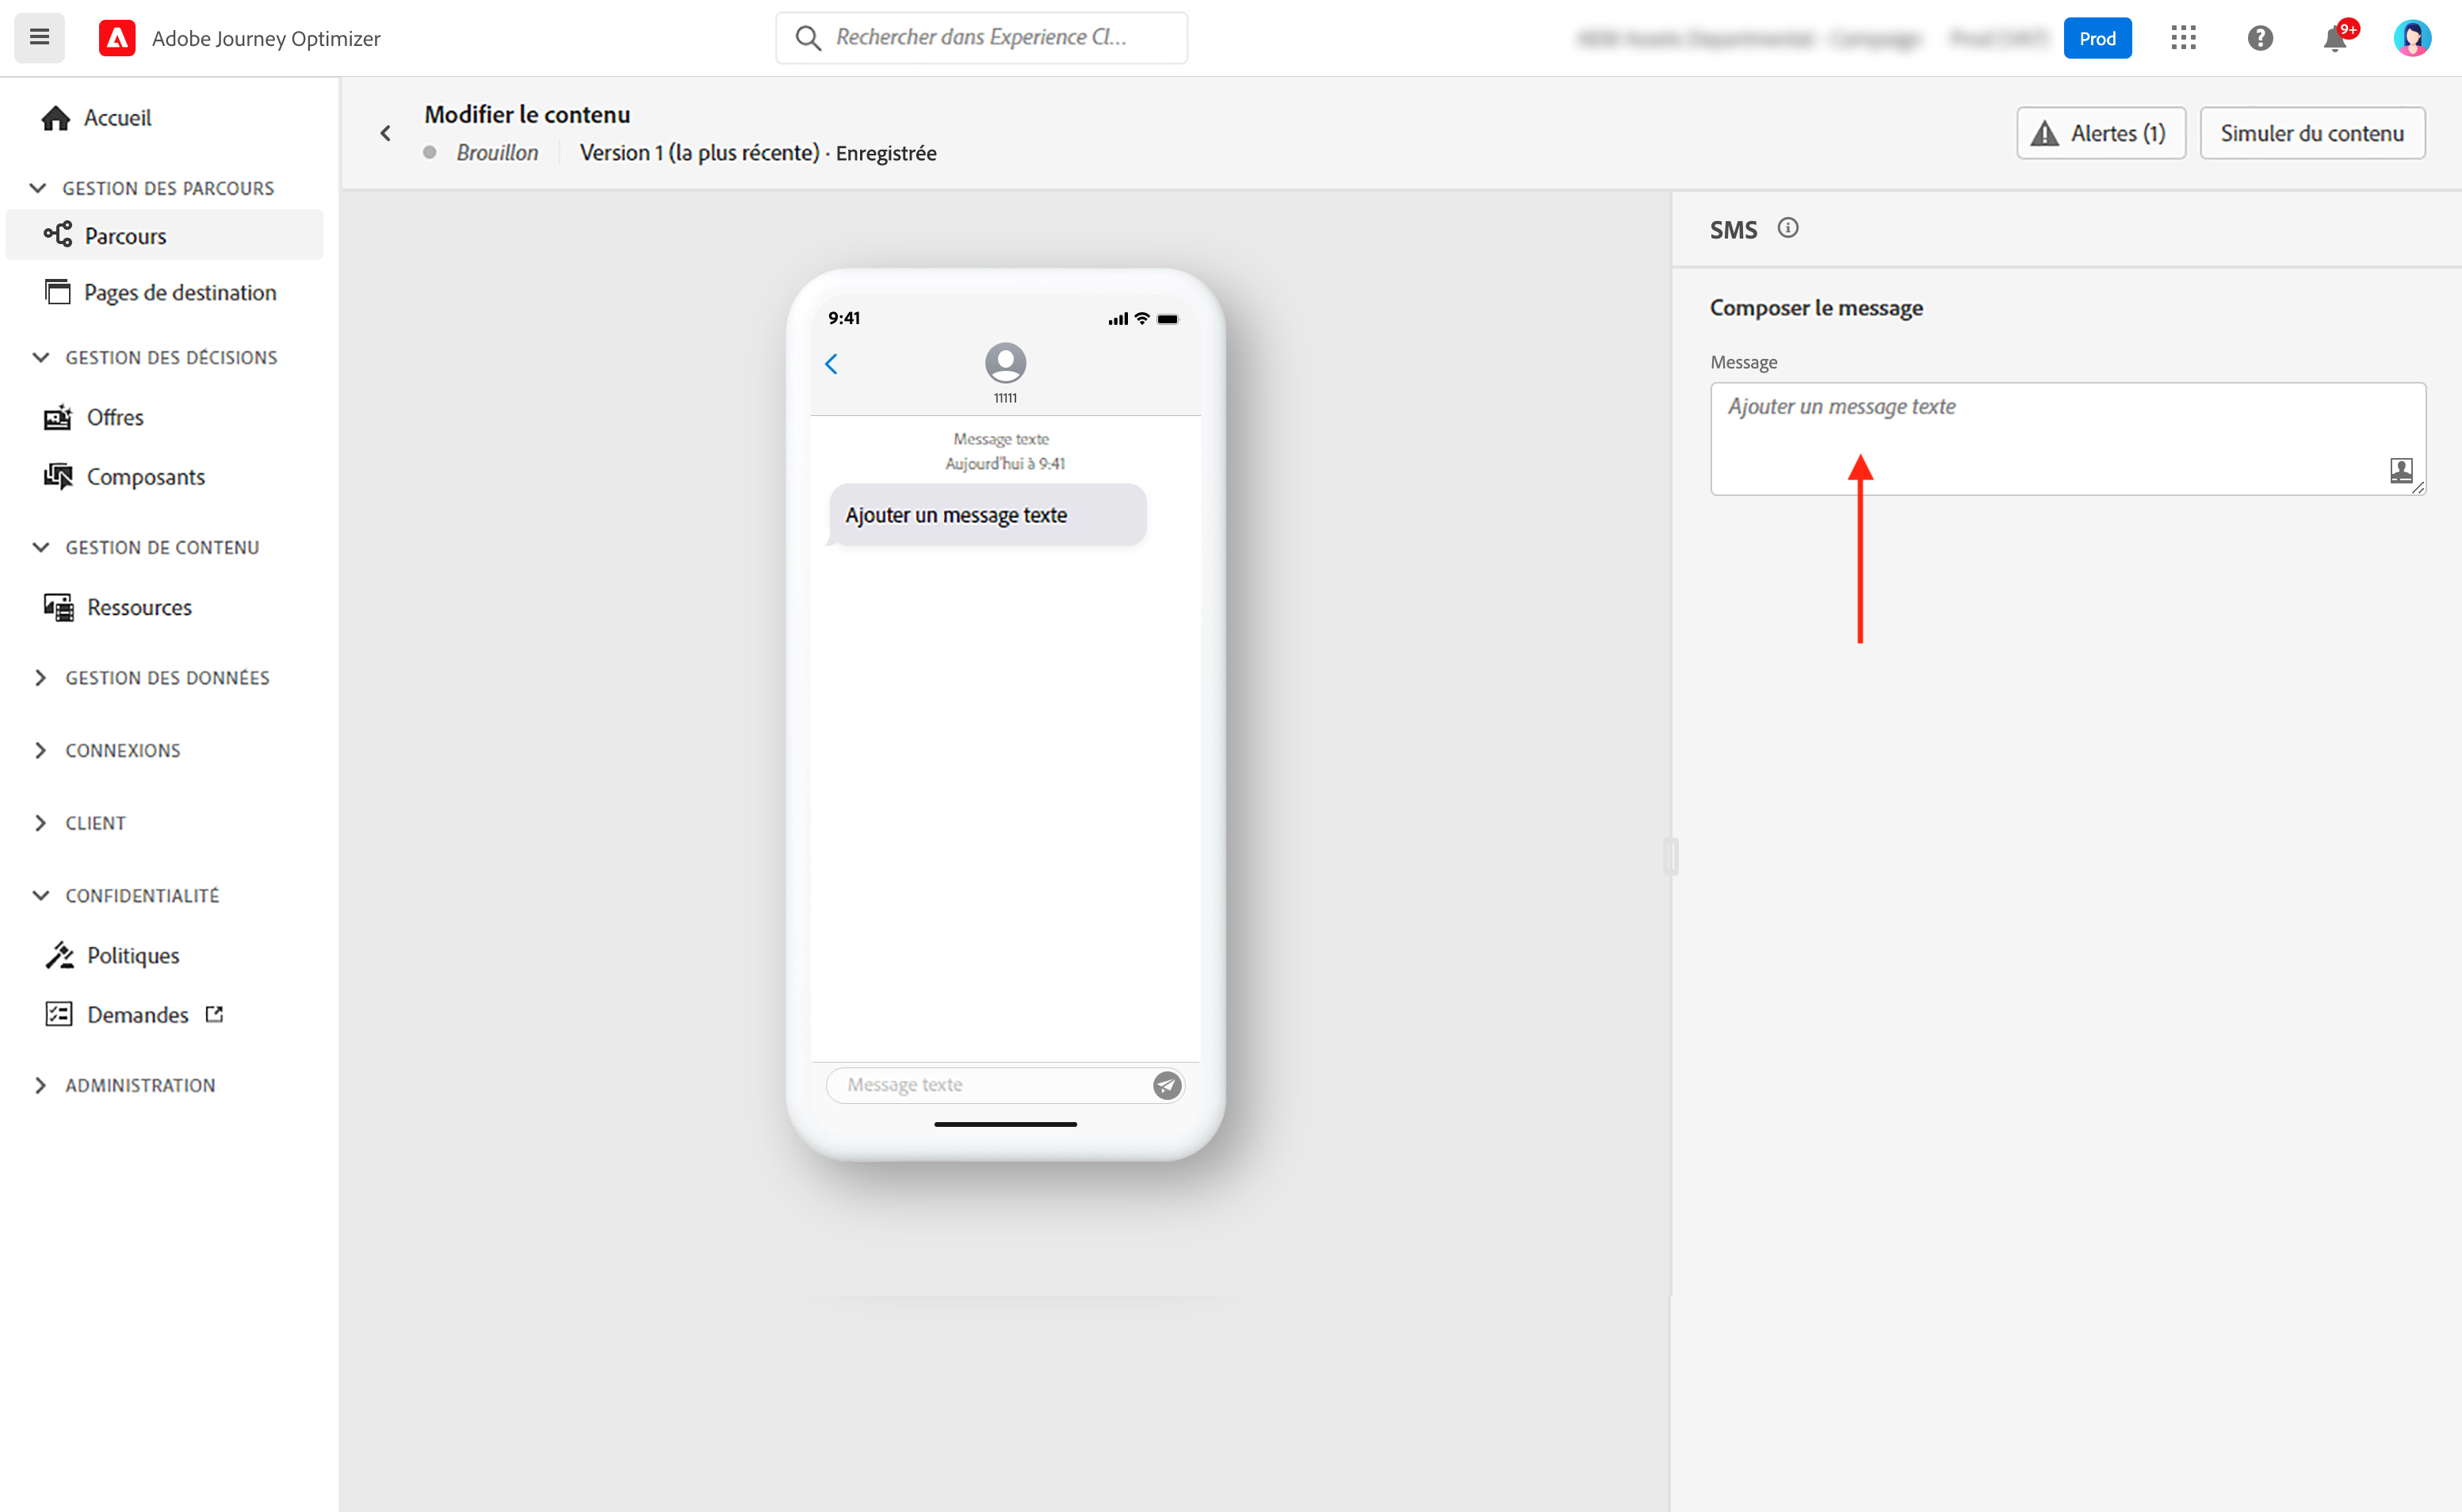 Adobe Journey Optimizer
Rechercher dans Experience Cl...
Prod
9+
Accueil
GESTION DES PARCOURS
Parcours
Pages de destination
GESTION DES DÉCISIONS
Offres
Composants
GESTION DE CONTENU
Ressources
GESTION DES DONNÉES
CONNEXIONS
CLIENT
CONFIDENTIALITÉ
Politiques
Demandes
ADMINISTRATION
Modifier le contenu
Brouillon
Version 1 (la plus récente) · Enregistrée
Alertes (1)
Simuler du contenu
9:41
11111
Message texte
Aujourd'hui à 9:41
Ajouter un message texte
Message texte
SMS
Composer le message
Message
Ajouter un message texte